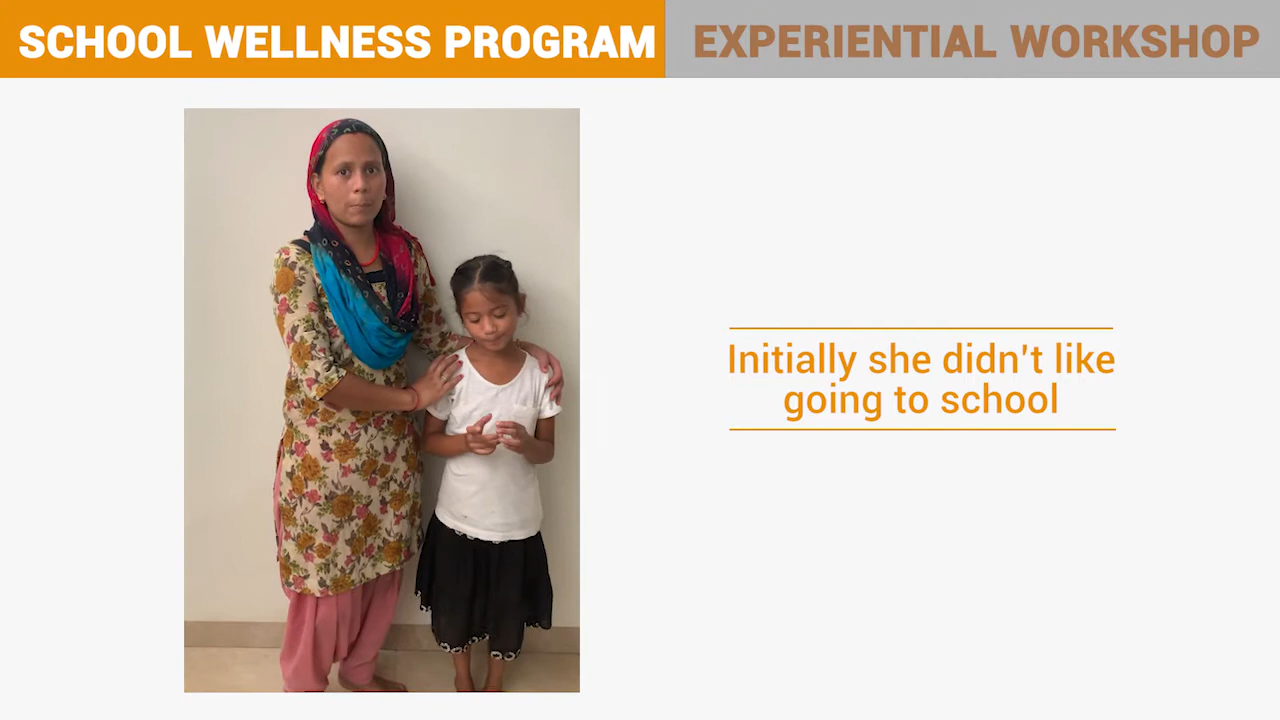 SCHOOL WELLNESS PROGRAM
EXPERIENTIAL WORKSHOP
Initially she didn't like
going to school